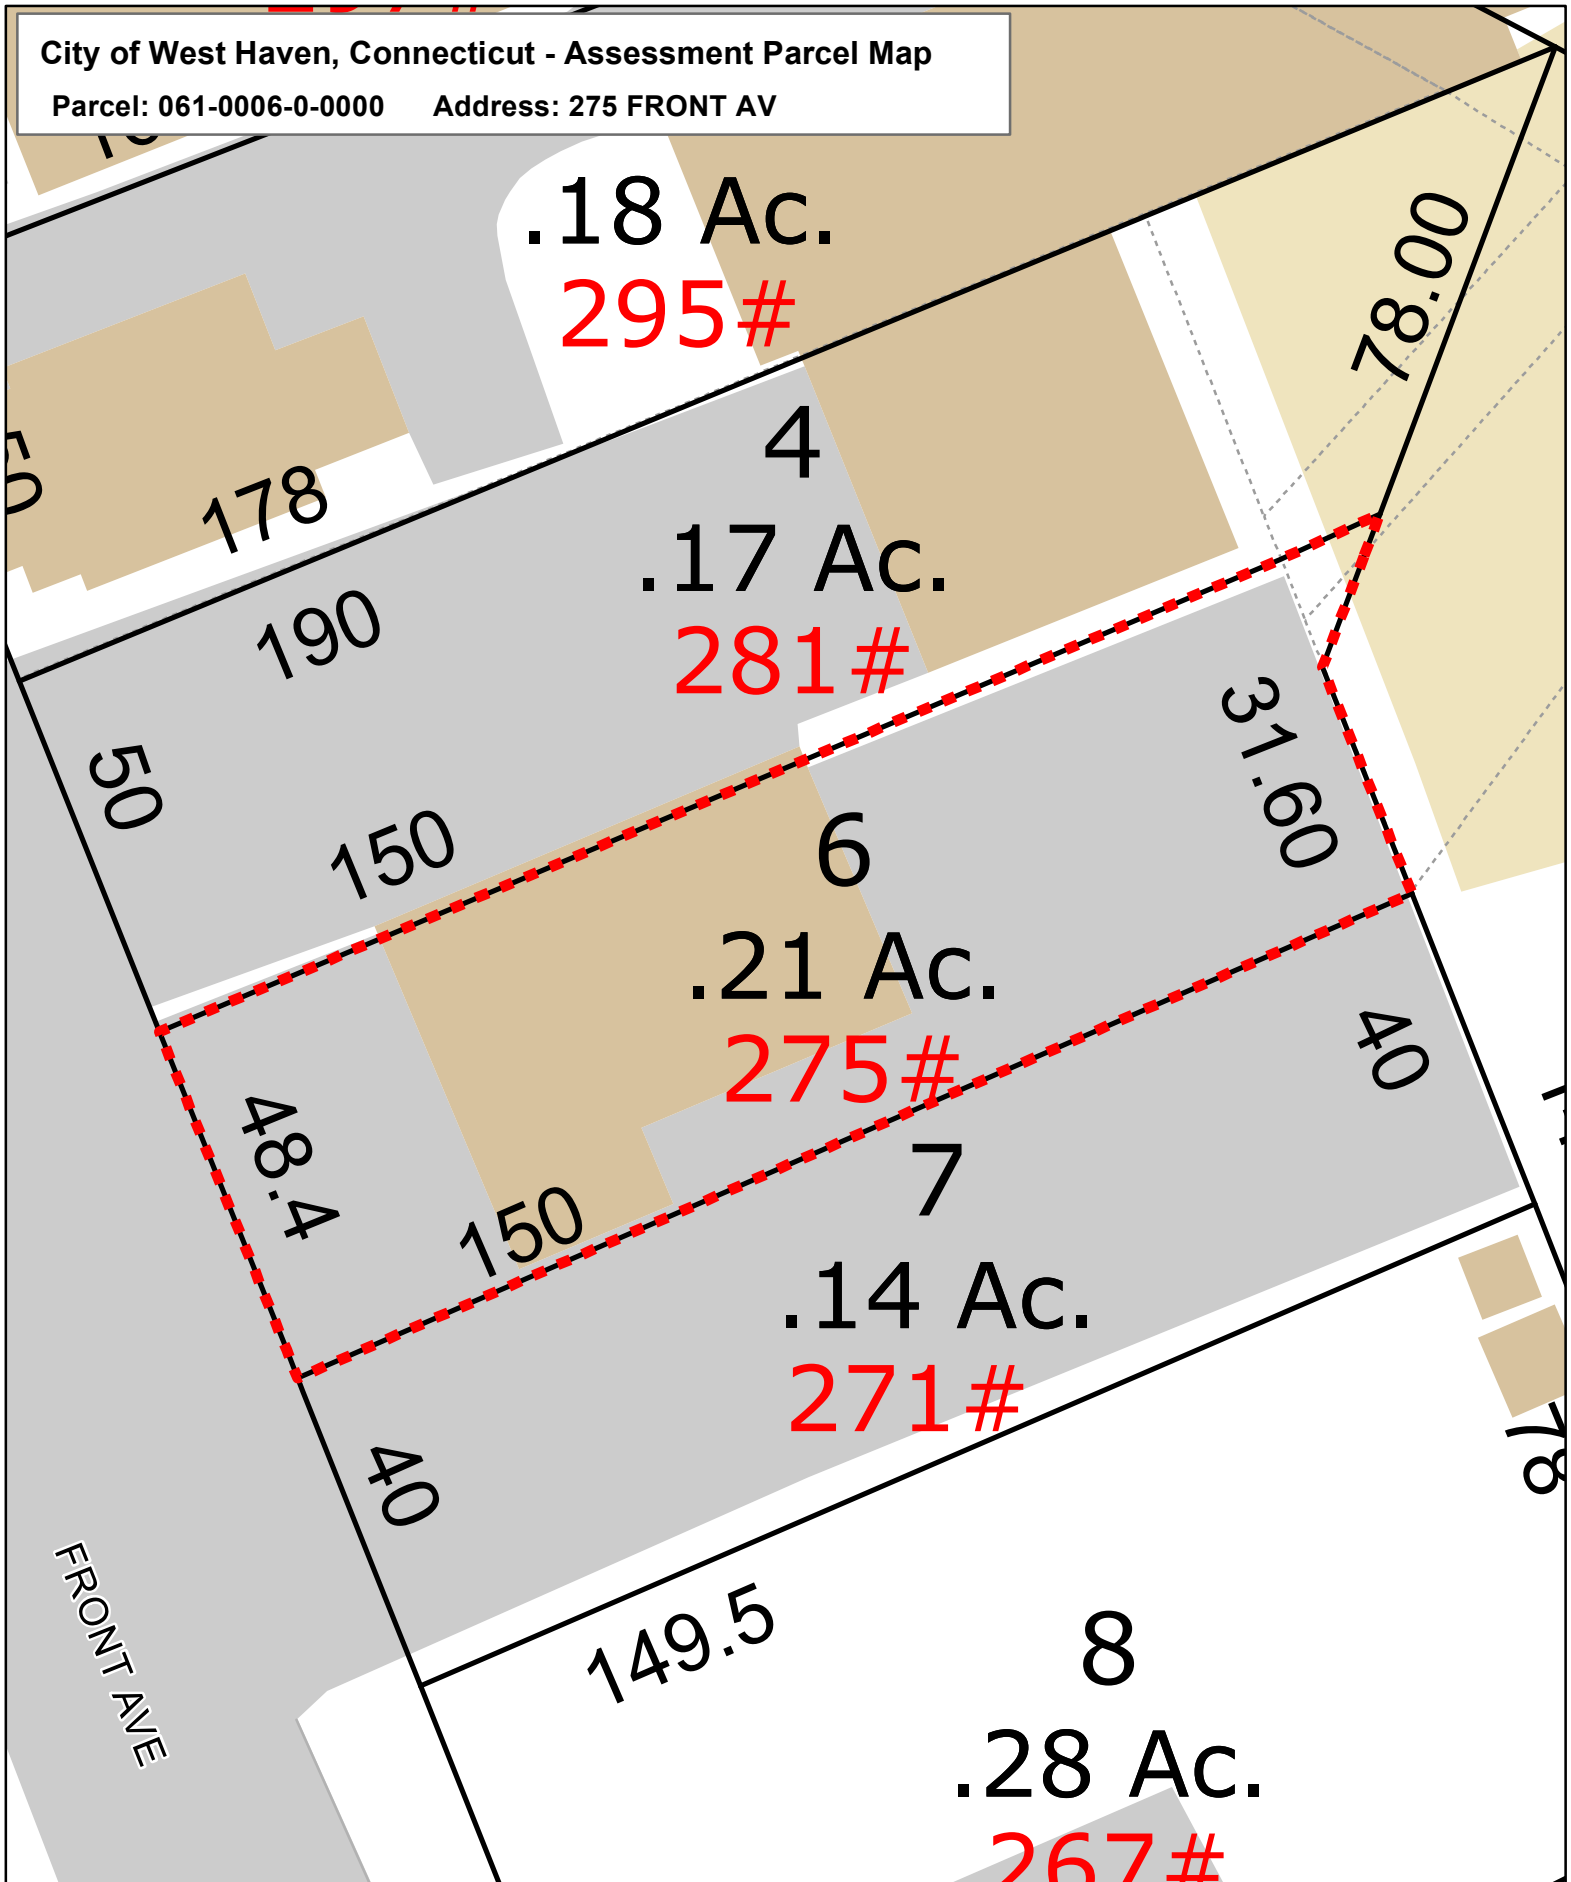 City of West Haven, Connecticut - Assessment Parcel Map
Parcel: 061-0006-0-0000 Address: 275 FRONT AV
.18 Ac.
295#
78.00
4
178
50
.17 Ac.
281#
190
50
31.60
150
6
.21 Ac.
275#
40
48.4
150
7
.14 Ac.
271#
40
78
FRONT AVE
149.5
8
.28 Ac.
267#